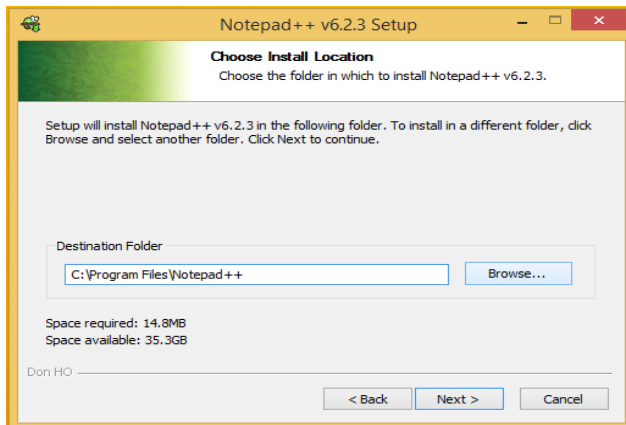 Notepad++ v6.2.3 Setup
Choose Install Location
Choose the folder in which to install Notepad++ v6.2.3.
Setup will install Notepad++ v6.2.3 in the following folder. To install in a different folder, click
Browse and select another folder. Click Next to continue.
Destination Folder
C:\Program Files\Notepad++
Browse...
Space required: 14.8MB
Space available: 35.3GB
Don HO
< Back
Next >
Cancel